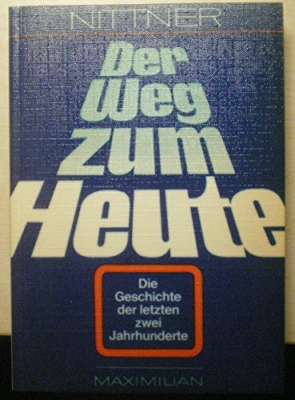 NITTNER
Der
Weg
zum
Heute
Die
Geschichte
der letzten
zwei
Jahrhunderte
MAXIMILIAN